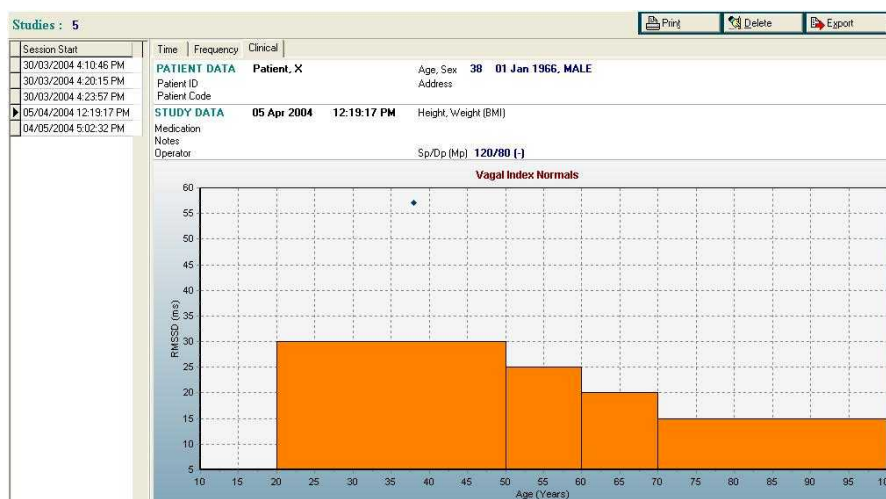 Studies : 5
Print Delete Export
Session Start
30/03/2004 4:10:46 PM
30/03/2004 4:20:15 PM
30/03/2004 4:23:57 PM
05/04/2004 12:19:17 PM
04/05/2004 5:02:32 PM
Time Frequency Clinical
PATIENT DATA Patient, X Age, Sex 38 01 Jan 1966, MALE
Patient ID Address
Patient Code
STUDY DATA 05 Apr 2004 12:19:17 PM Height, Weight (BMI)
Medication
Notes
Operator Sp/Dp (Mp) 120/80 (-)
Vagal Index Normals
60
55
50
45
40
35
30
25
20
15
10
5
RMSSD (ms)
10 15 20 25 30 35 40 45 50 55 60 65 70 75 80 85 90 95
Age (Years)